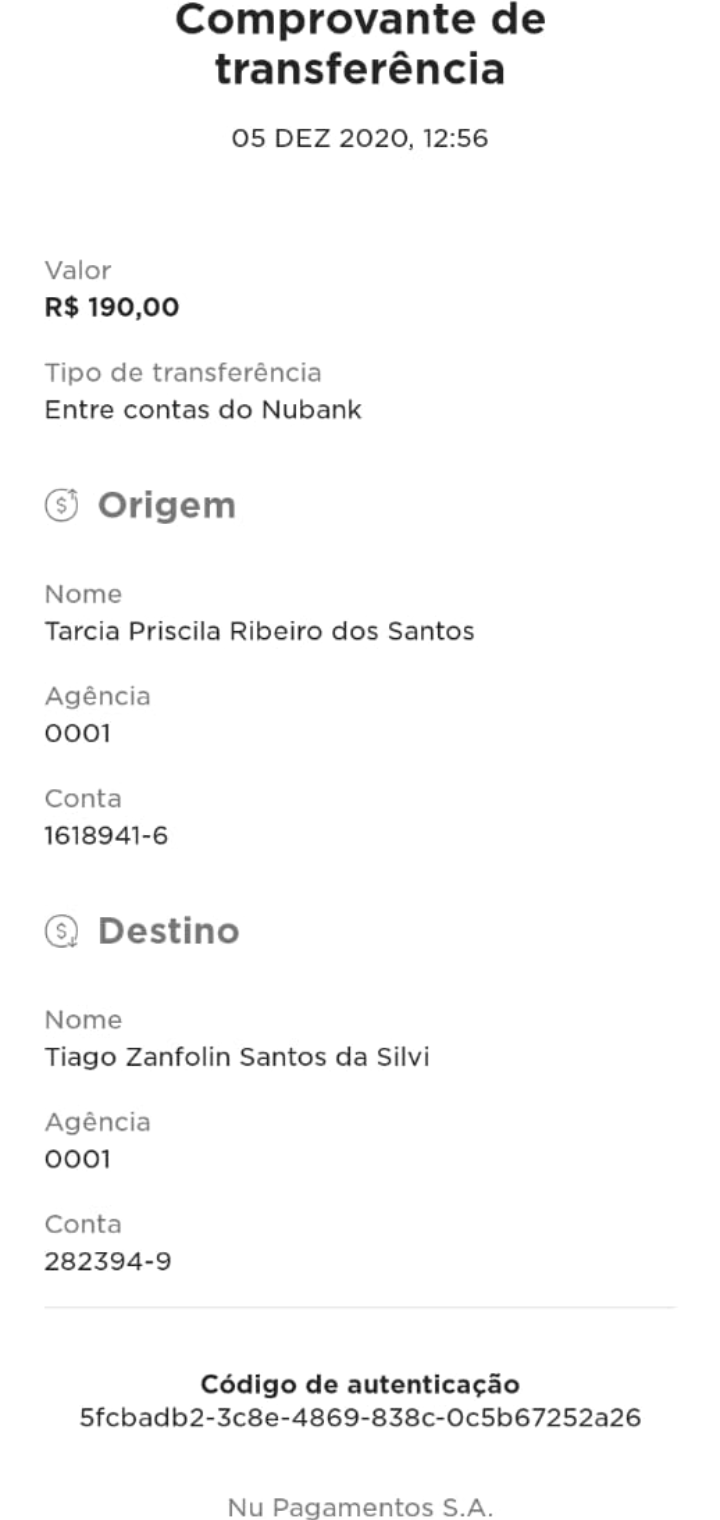 Comprovante de
transferência
05 DEZ 2020, 12:56
Valor
R$ 190,00
Tipo de transferência
Entre contas do Nubank
Origem
Nome
Tarcia Priscila Ribeiro dos Santos
Agência
0001
Conta
1618941-6
Destino
Nome
Tiago Zanfolin Santos da Silvi
Agência
0001
Conta
282394-9
Código de autenticação
5fcbadb2-3c8e-4869-838c-0c5b67252a26
Nu Pagamentos S.A.